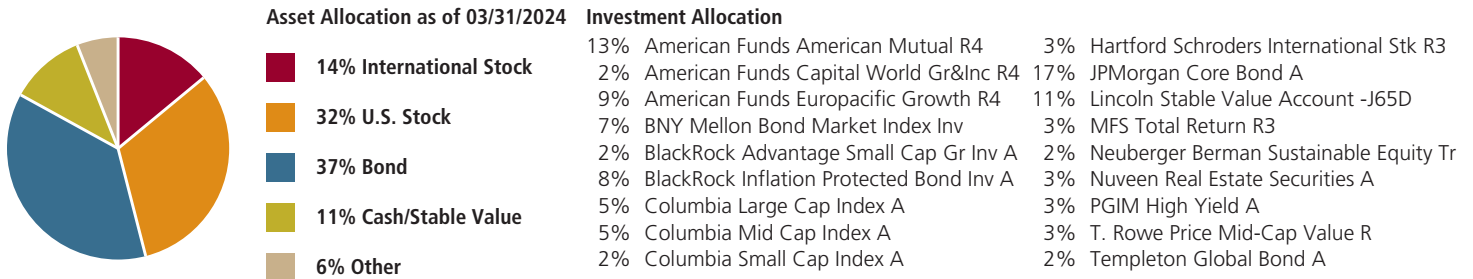 Asset Allocation as of 03/31/2024
14% International Stock
32% U.S. Stock
37% Bond
11% Cash/Stable Value
6% Other
Investment Allocation
13% American Funds American Mutual R4
2% American Funds Capital World Gr&Inc R4
9% American Funds Europacific Growth R4
7% BNY Mellon Bond Market Index Inv
2% BlackRock Advantage Small Cap Gr Inv A
8% BlackRock Inflation Protected Bond Inv A
5% Columbia Large Cap Index A
5% Columbia Mid Cap Index A
2% Columbia Small Cap Index A
3% Hartford Schroders International Stk R3
17% JPMorgan Core Bond A
11% Lincoln Stable Value Account -J65D
3% MFS Total Return R3
2% Neuberger Berman Sustainable Equity Tr
3% Nuveen Real Estate Securities A
3% PGIM High Yield A
3% T. Rowe Price Mid-Cap Value R
2% Templeton Global Bond A